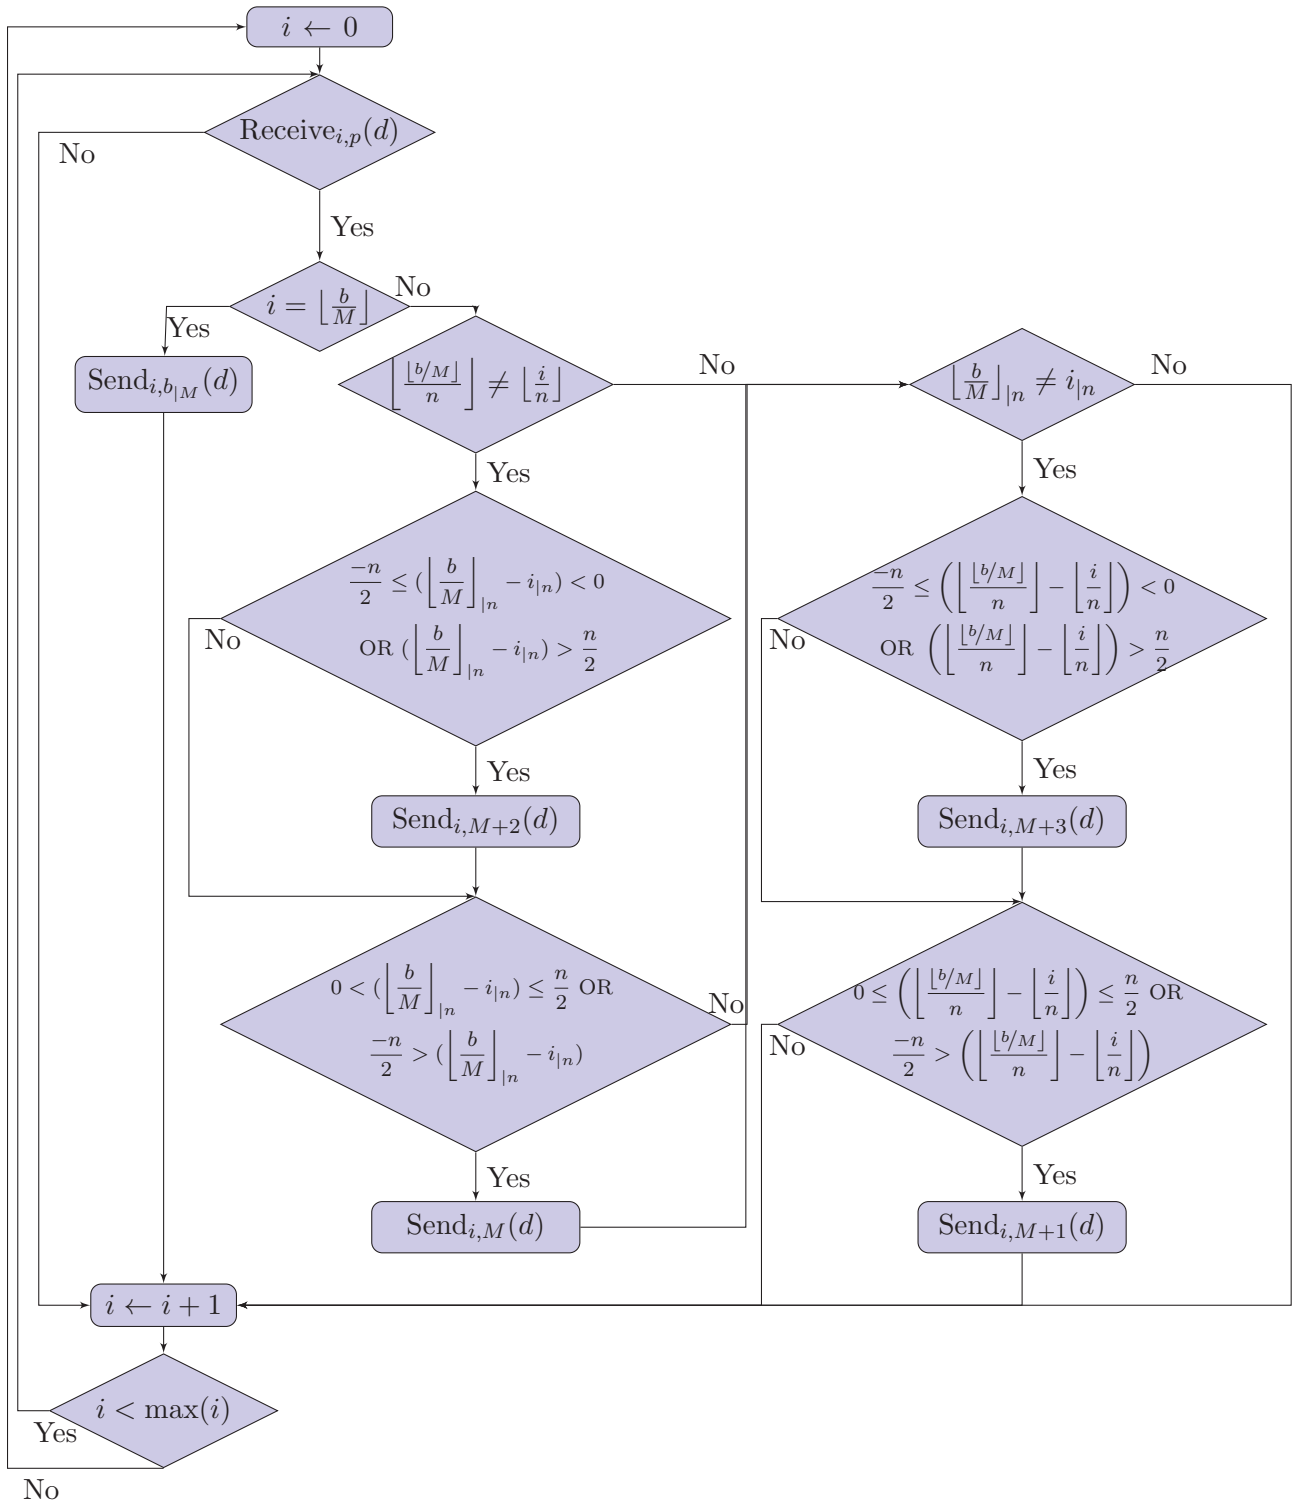 i ← 0
Receive_{i,p}(d)
No
Yes
i = ⌊b/M⌋
No
Yes
Send_{i,b_{|M}}(d)
⌊⌊b/M⌋/n⌋ ≠ ⌊i/n⌋
No
⌊b/M⌋_{|n} ≠ i_{|n}
No
Yes
Yes
-n/2 ≤ (⌊b/M⌋_{|n} − i_{|n}) < 0
OR (⌊b/M⌋_{|n} − i_{|n}) > n/2
No
-n/2 ≤ (⌊⌊b/M⌋/n⌋ − ⌊i/n⌋) < 0
OR (⌊⌊b/M⌋/n⌋ − ⌊i/n⌋) > n/2
No
Yes
Yes
Send_{i,M+2}(d)
Send_{i,M+3}(d)
0 < (⌊b/M⌋_{|n} − i_{|n}) ≤ n/2 OR
-n/2 > (⌊b/M⌋_{|n} − i_{|n})
No
0 ≤ (⌊⌊b/M⌋/n⌋ − ⌊i/n⌋) ≤ n/2 OR
-n/2 > (⌊⌊b/M⌋/n⌋ − ⌊i/n⌋)
No
Yes
Yes
Send_{i,M}(d)
Send_{i,M+1}(d)
i ← i + 1
i < max(i)
Yes
No